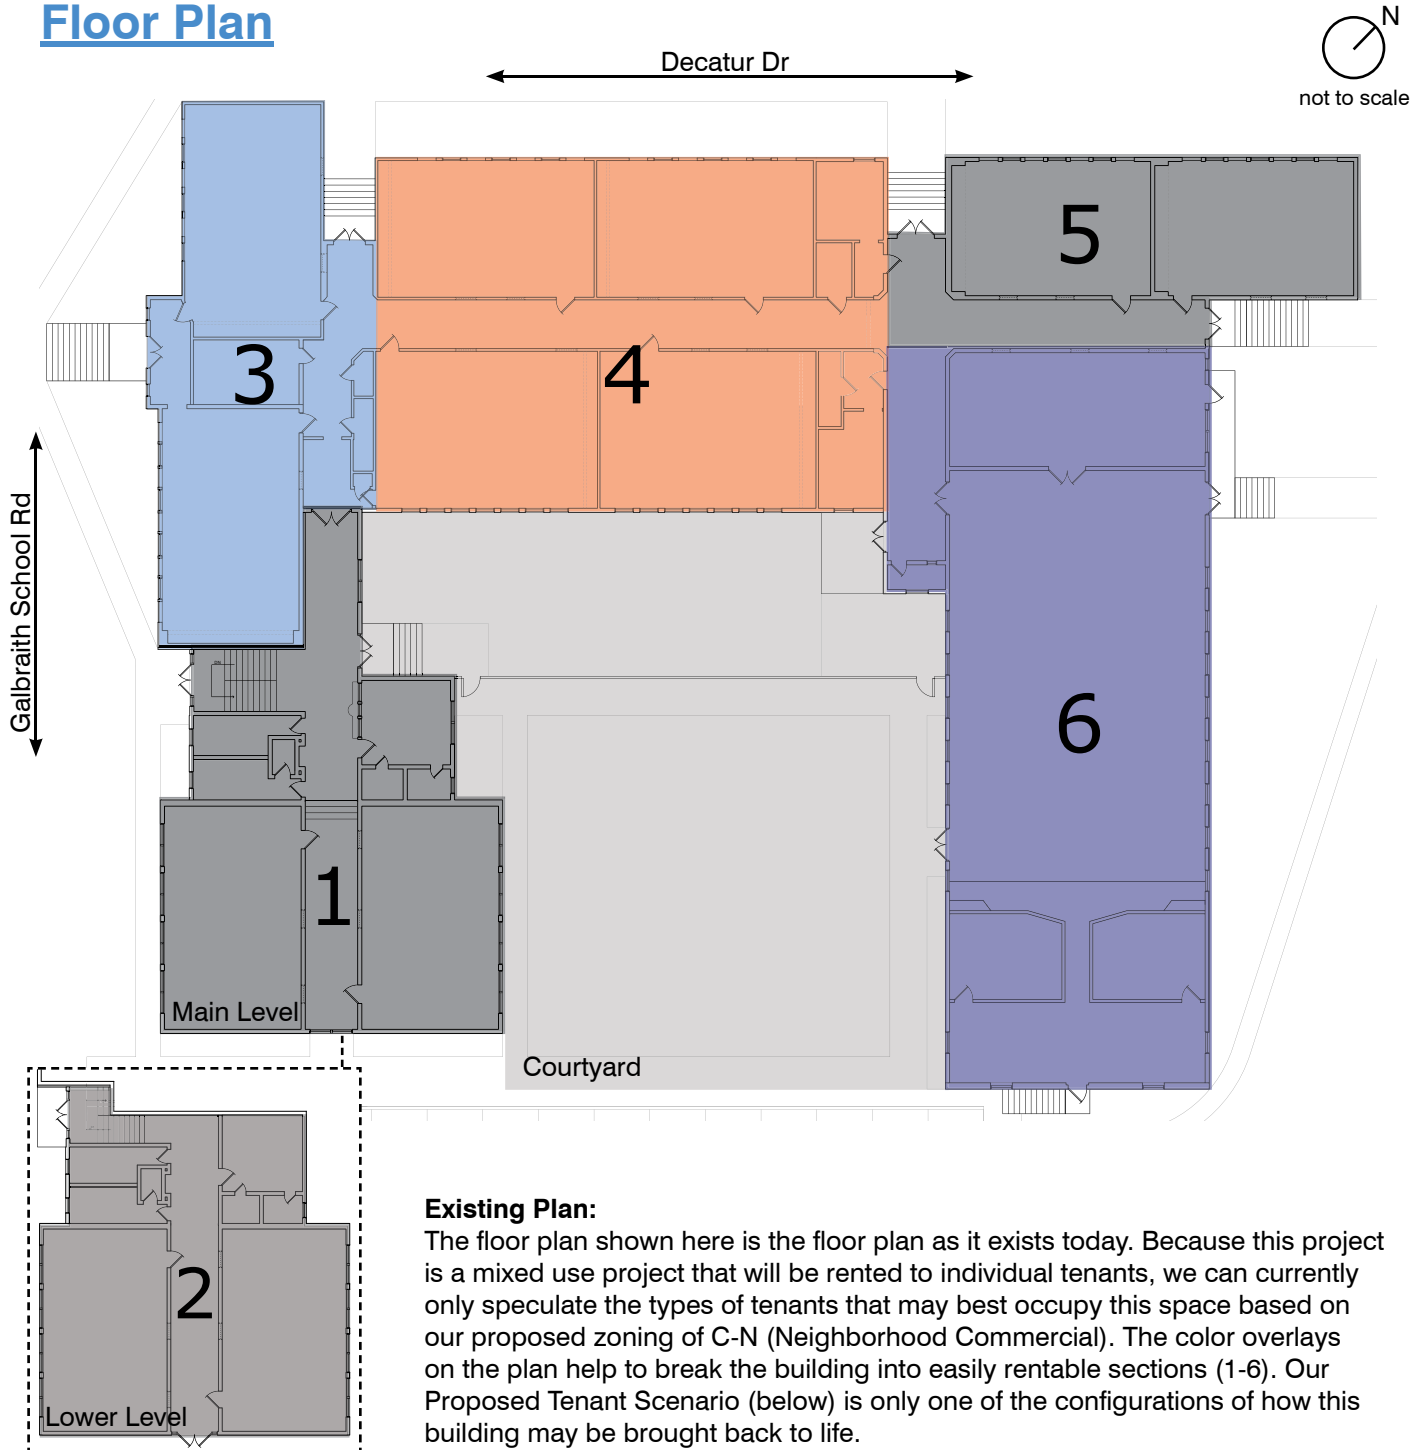 Floor Plan
N
not to scale
Decatur Dr
5
3
4
Galbraith School Rd
6
1
Main Level
Courtyard
2
Lower Level
Existing Plan:
The floor plan shown here is the floor plan as it exists today. Because this project
is a mixed use project that will be rented to individual tenants, we can currently
only speculate the types of tenants that may best occupy this space based on
our proposed zoning of C-N (Neighborhood Commercial). The color overlays
on the plan help to break the building into easily rentable sections (1-6). Our
Proposed Tenant Scenario (below) is only one of the configurations of how this
building may be brought back to life.